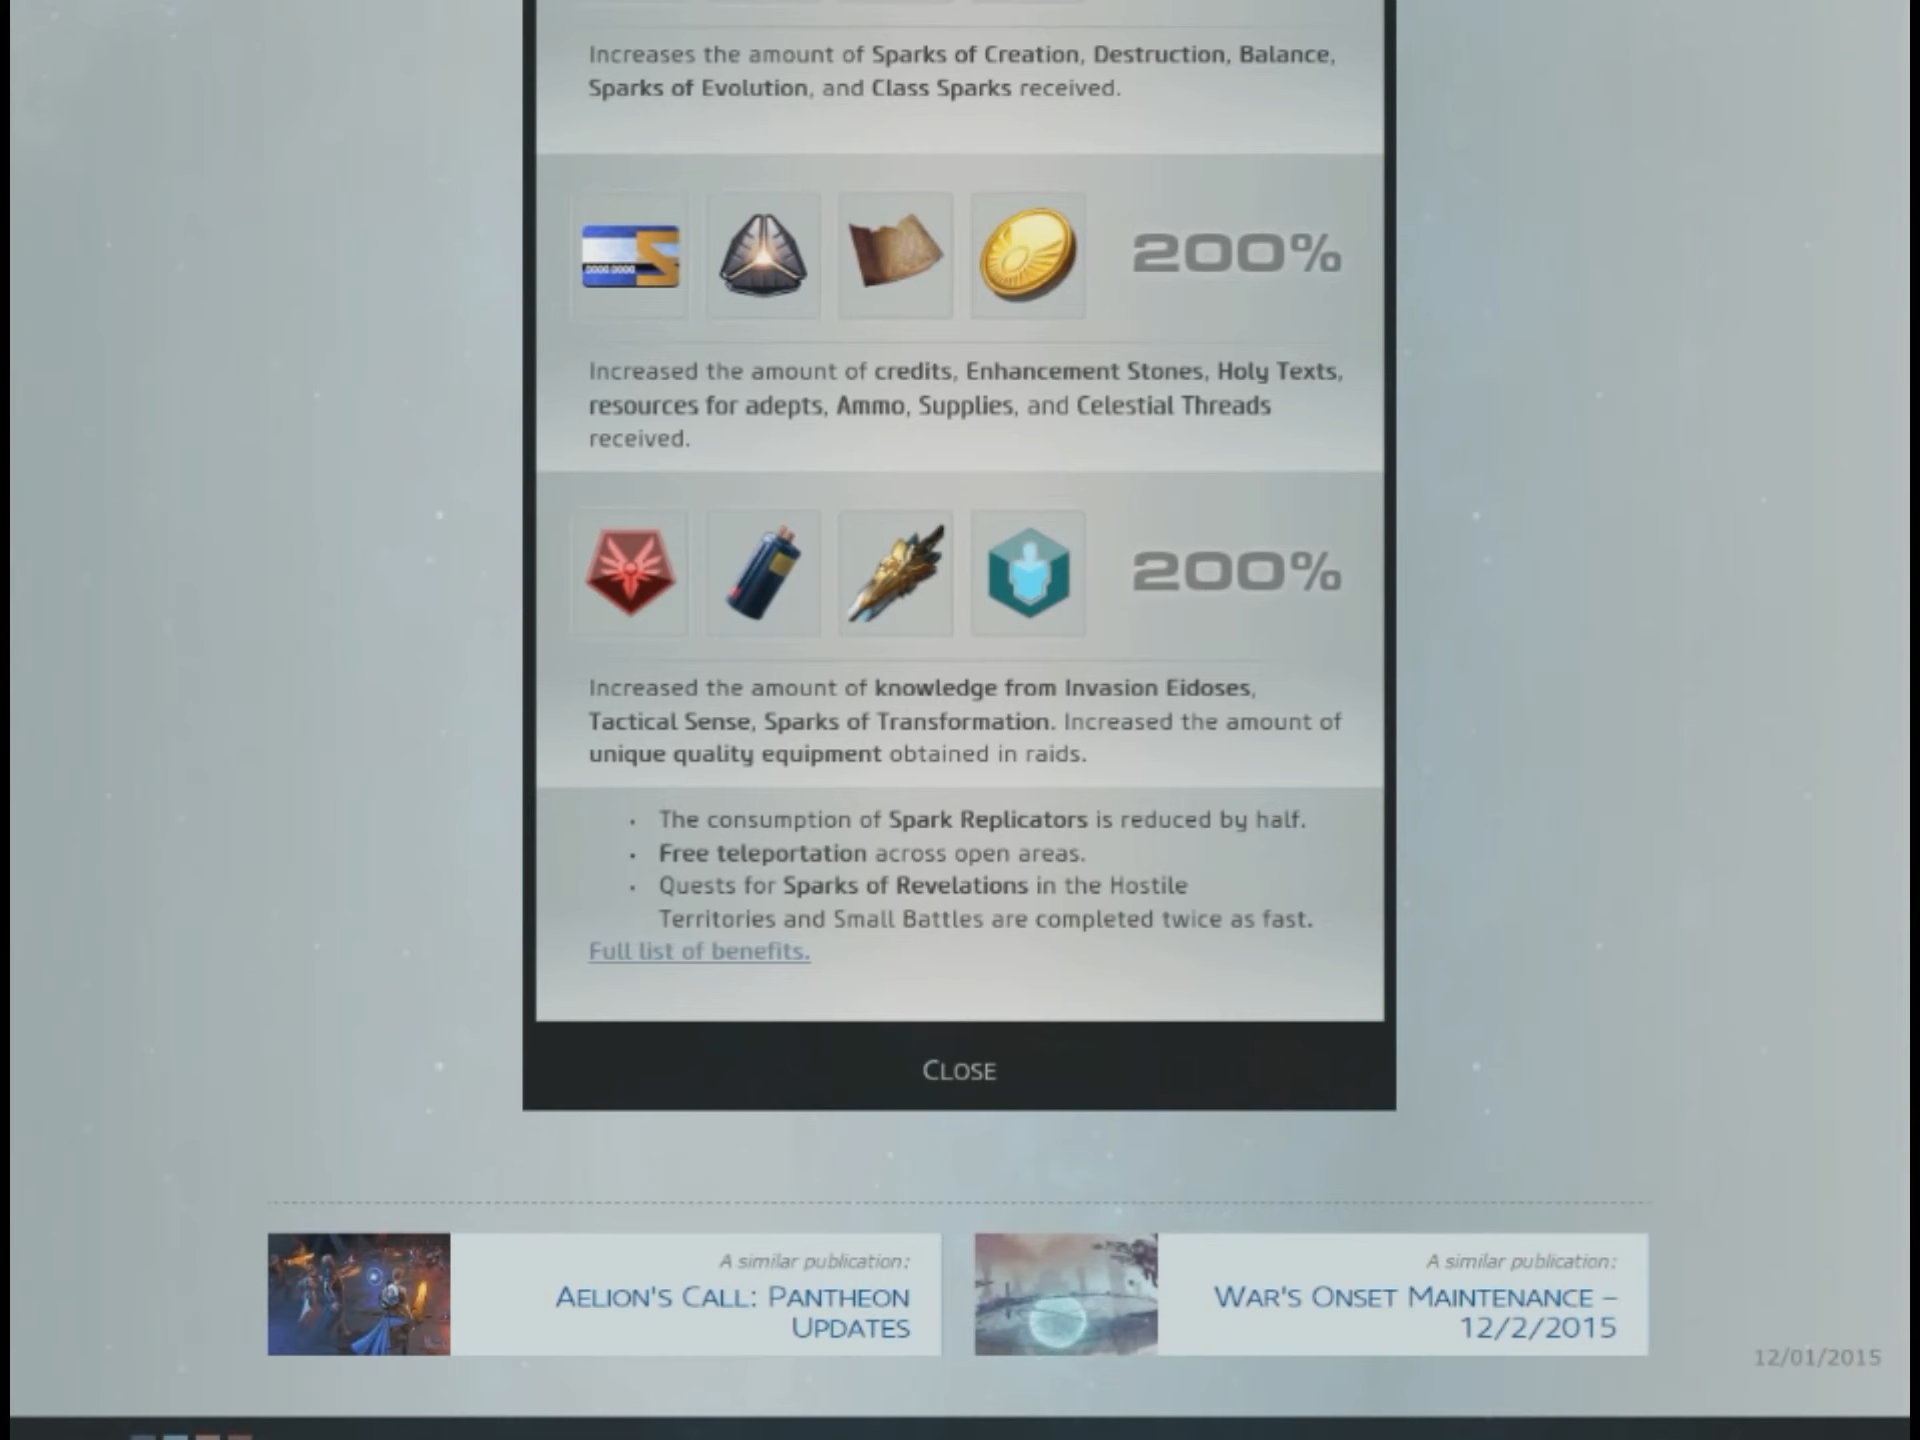 Increases the amount of Sparks of Creation, Destruction, Balance,
Sparks of Evolution, and Class Sparks received.
200%
Increased the amount of credits, Enhancement Stones, Holy Texts,
resources for adepts, Ammo, Supplies, and Celestial Threads
received.
200%
Increased the amount of knowledge from Invasion Eidoses,
Tactical Sense, Sparks of Transformation. Increased the amount of
unique quality equipment obtained in raids.
• The consumption of Spark Replicators is reduced by half.
• Free teleportation across open areas.
• Quests for Sparks of Revelations in the Hostile
Territories and Small Battles are completed twice as fast.
Full list of benefits.
CLOSE
A similar publication:
AELION'S CALL: PANTHEON
UPDATES
A similar publication:
WAR'S ONSET MAINTENANCE –
12/2/2015
12/01/2015